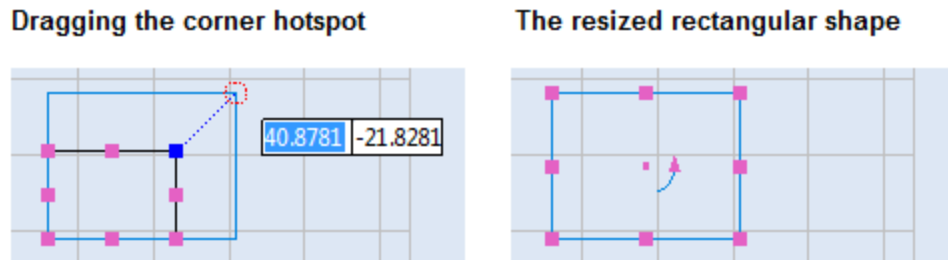 Dragging the corner hotspot
The resized rectangular shape
40.8781 -21.8281